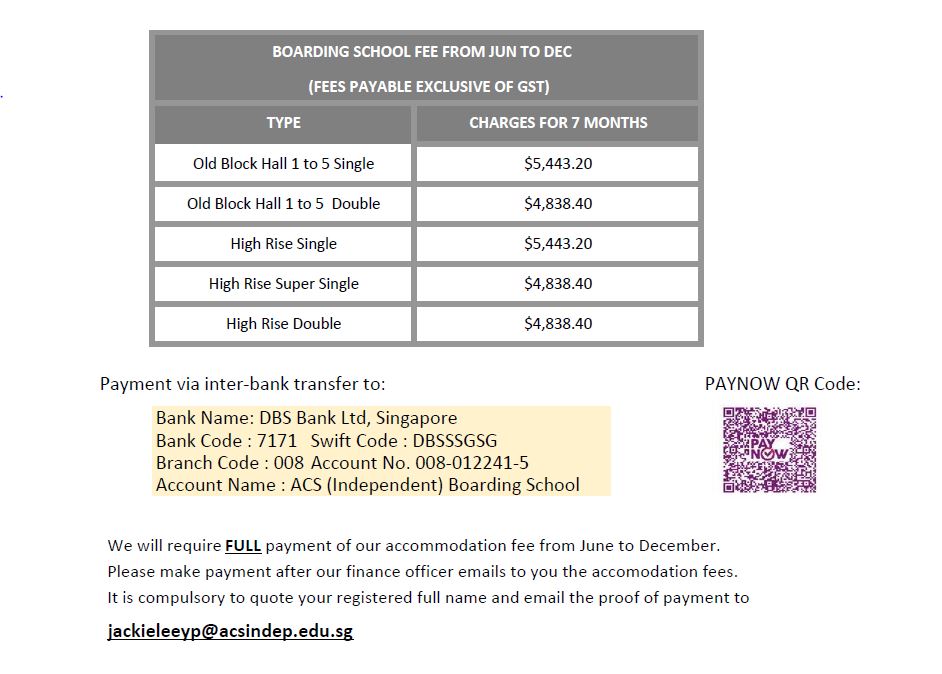 BOARDING SCHOOL FEE FROM JUN TO DEC
(FEES PAYABLE EXCLUSIVE OF GST)
TYPE CHARGES FOR 7 MONTHS
Old Block Hall 1 to 5 Single $5,443.20
Old Block Hall 1 to 5 Double $4,838.40
High Rise Single $5,443.20
High Rise Super Single $4,838.40
High Rise Double $4,838.40
Payment via inter-bank transfer to: PAYNOW QR Code:
Bank Name: DBS Bank Ltd, Singapore
Bank Code : 7171 Swift Code : DBSSSGSG
Branch Code : 008 Account No. 008-012241-5
Account Name : ACS (Independent) Boarding School
PAY
NOW
We will require FULL payment of our accommodation fee from June to December.
Please make payment after our finance officer emails to you the accomodation fees.
It is compulsory to quote your registered full name and email the proof of payment to
jackieleeyp@acsindep.edu.sg